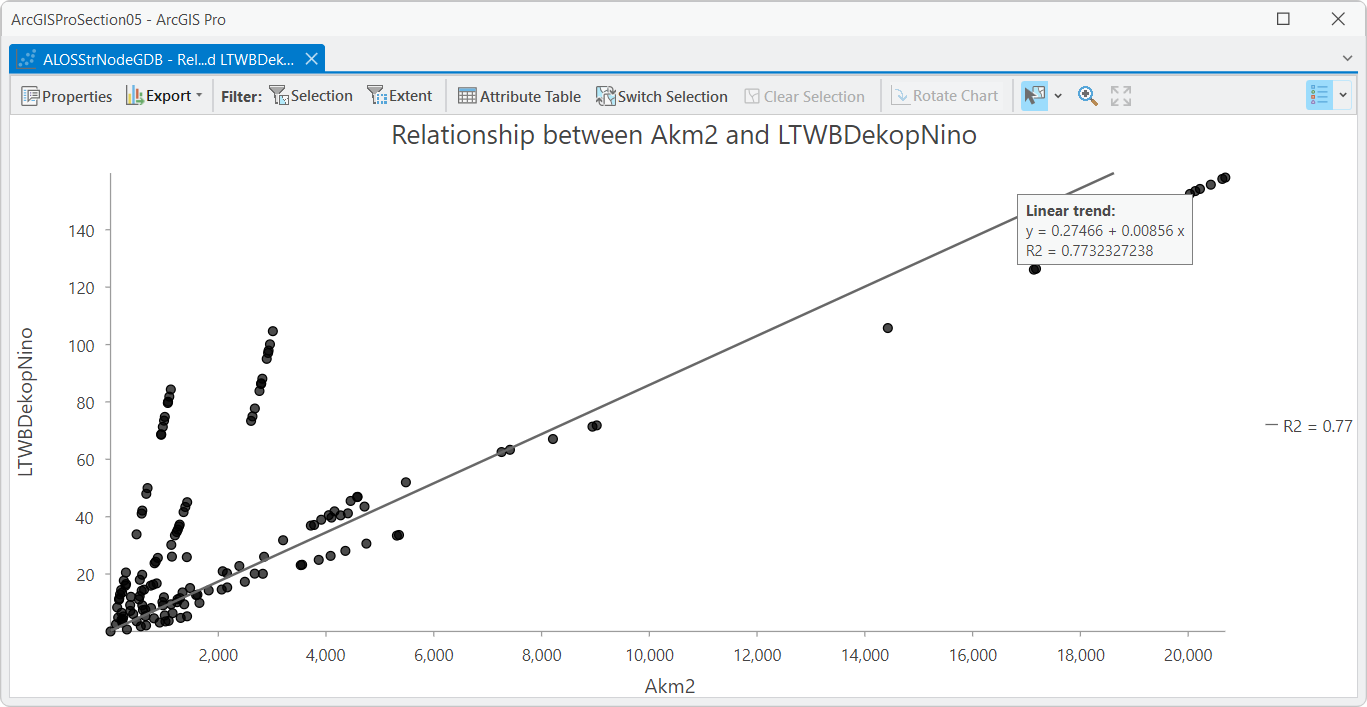 ArcGISProSection05 - ArcGIS Pro
ALOSStrNodeGDB - Rel...d LTWBDek...
Properties Export Filter: Selection Extent Attribute Table Switch Selection Clear Selection Rotate Chart
Relationship between Akm2 and LTWBDekopNino
Linear trend:
y = 0.27466 + 0.00856 x
R2 = 0.7732327238
140
120
100
80
60
40
20
LTWBDekopNino
R2 = 0.77
2,000 4,000 6,000 8,000 10,000 12,000 14,000 16,000 18,000 20,000
Akm2